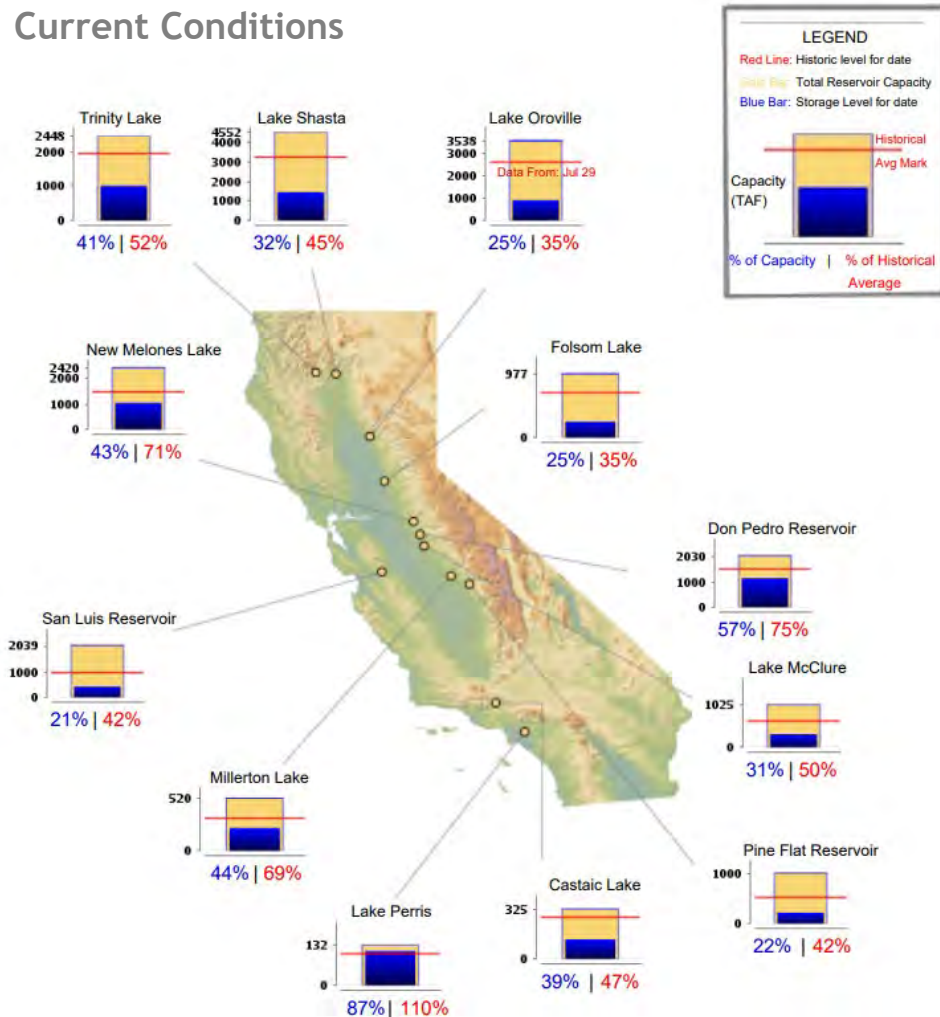 Current Conditions
LEGEND
Red Line: Historic level for date
Total Reservoir Capacity
Blue Bar: Storage Level for date
Historical
Avg Mark
Capacity
(TAF)
% of Capacity | % of Historical
Average
Trinity Lake
2448
2000
1000
0
41% | 52%
Lake Shasta
4552
4000
3000
2000
1000
0
32% | 45%
Lake Oroville
3538
3000
2000
1000
0
Data From: Jul 29
25% | 35%
New Melones Lake
2420
2000
1000
0
43% | 71%
Folsom Lake
977
0
25% | 35%
Don Pedro Reservoir
2030
1000
0
57% | 75%
San Luis Reservoir
2039
1000
0
21% | 42%
Lake McClure
1025
0
31% | 50%
Millerton Lake
520
0
44% | 69%
Pine Flat Reservoir
1000
0
22% | 42%
Castaic Lake
325
0
39% | 47%
Lake Perris
132
0
87% | 110%